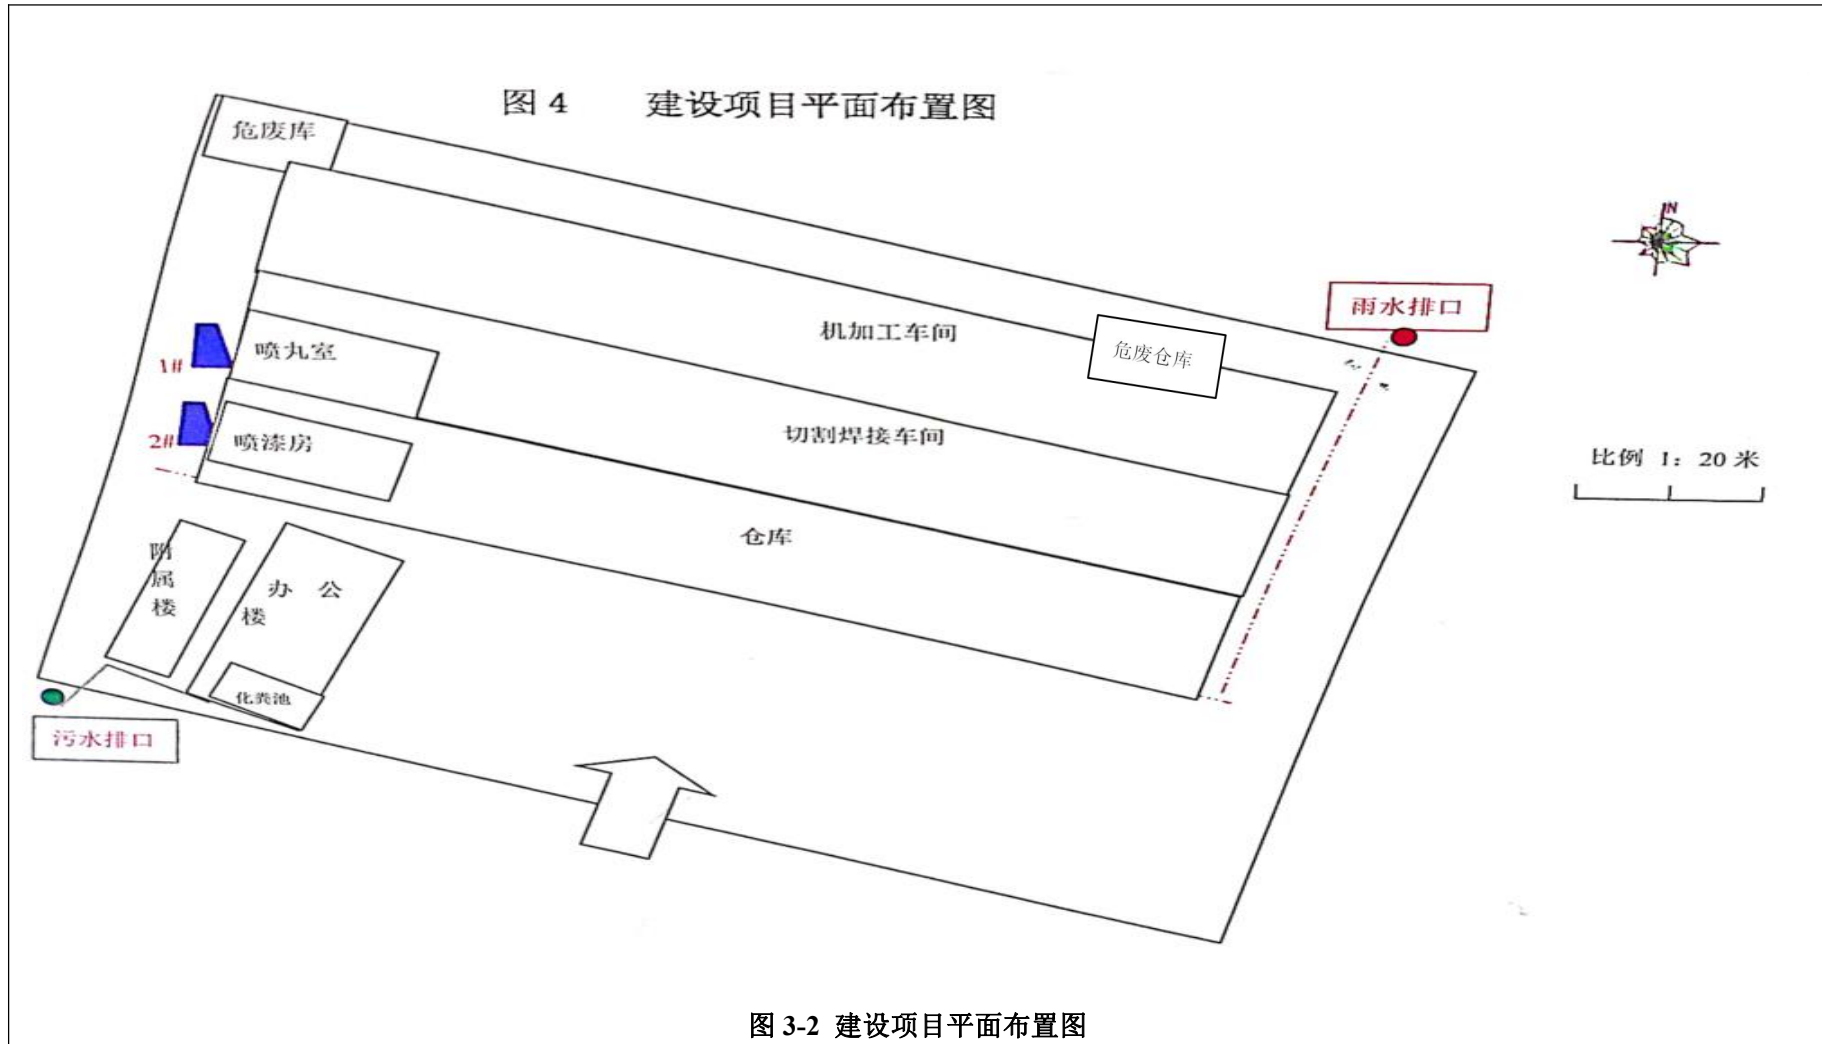 图 4 建设项目平面布置图
危废库
N
雨水排口
机加工车间
危废仓库
喷丸室
1#
切割焊接车间
喷漆房
2#
比例 1：20 米
仓库
附
属
楼
办 公
楼
化粪池
污水排口
图 3-2 建设项目平面布置图